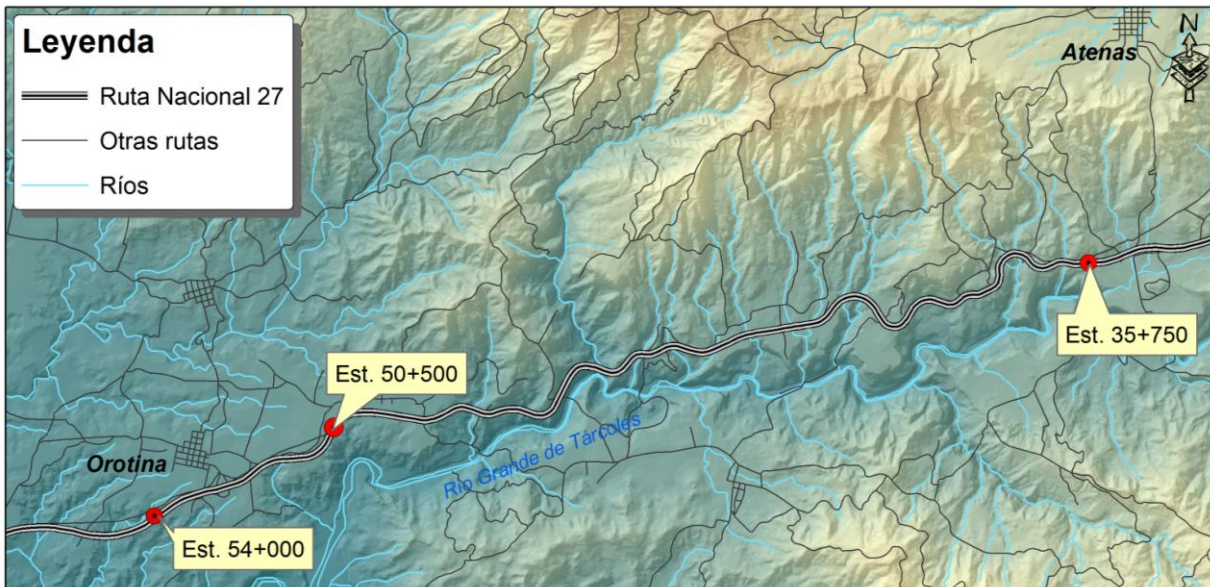 Leyenda
Ruta Nacional 27
Otras rutas
Ríos
N
Atenas
Est. 35+750
Est. 50+500
Río Grande de Tárcoles
Orotina
Est. 54+000